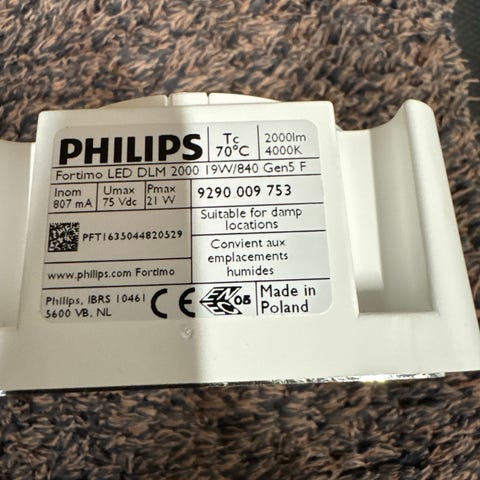 PHILIPS
Tc
70°C
2000lm
4000K
Fortimo LED DLM 2000 19W/840 Gen5 F
Inom
807 mA
Umax
75 Vdc
Pmax
21 W
9290 009 753
Suitable for damp
locations
PFT1635044820529
Convient aux
emplacements
humides
www.philips.com Fortimo
Philips, IBRS 10461
5600 VB, NL
CE
ENEC
05
Made in
Poland